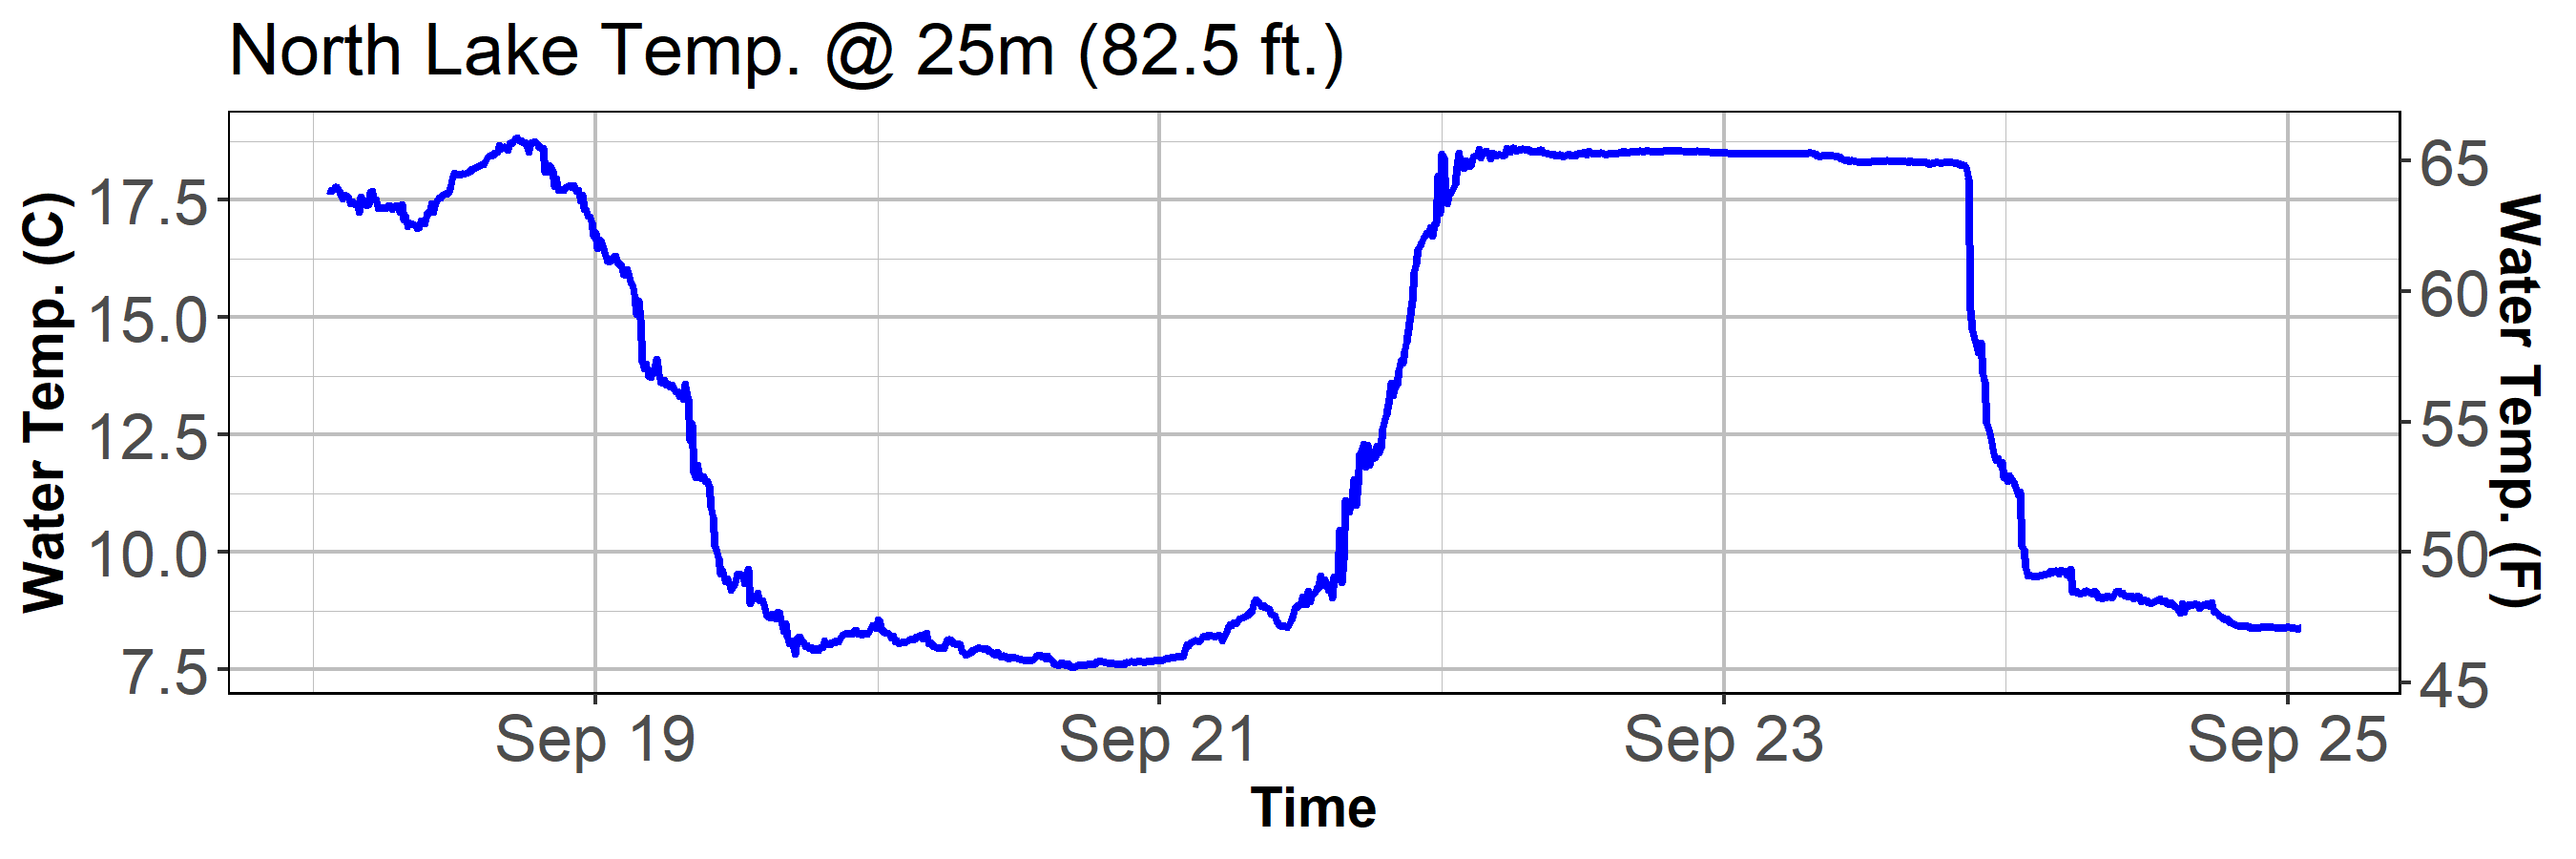 North Lake Temp. @ 25m (82.5 ft.)
Water Temp. (C)
17.5
15.0
12.5
10.0
7.5
65
60
55
50
45
Water Temp. (F)
Sep 19 Sep 21 Sep 23 Sep 25
Time